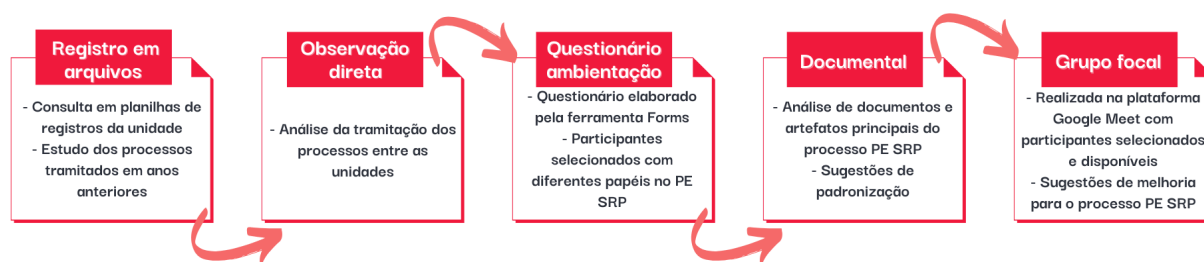 Registro em
arquivos
- Consulta em planilhas de
registros da unidade
- Estudo dos processos
tramitados em anos
anteriores
Observação
direta
- Análise da tramitação dos
processos entre as
unidades
Questionário
ambientação
- Questionário elaborado
pela ferramenta Forms
- Participantes
selecionados com
diferentes papéis no PE
SRP
Documental
- Análise de documentos e
artefatos principais do
processo PE SRP
- Sugestões de
padronização
Grupo focal
- Realizada na plataforma
Google Meet com
participantes selecionados
e disponíveis
- Sugestões de melhoria
para o processo PE SRP